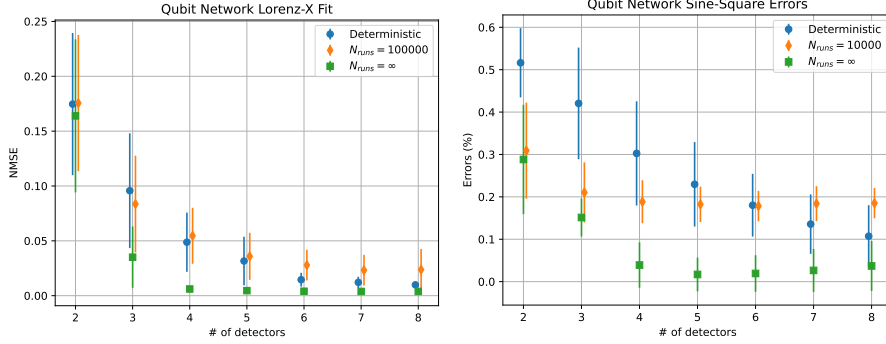 Qubit Network Lorenz-X Fit
0.25
0.20
0.15
0.10
0.05
0.00
NMSE
2 3 4 5 6 7 8
# of detectors
Deterministic
N_runs = 100000
N_runs = ∞
Qubit Network Sine-Square Errors
0.6
0.5
0.4
0.3
0.2
0.1
0.0
Errors (%)
2 3 4 5 6 7 8
# of detectors
Deterministic
N_runs = 10000
N_runs = ∞